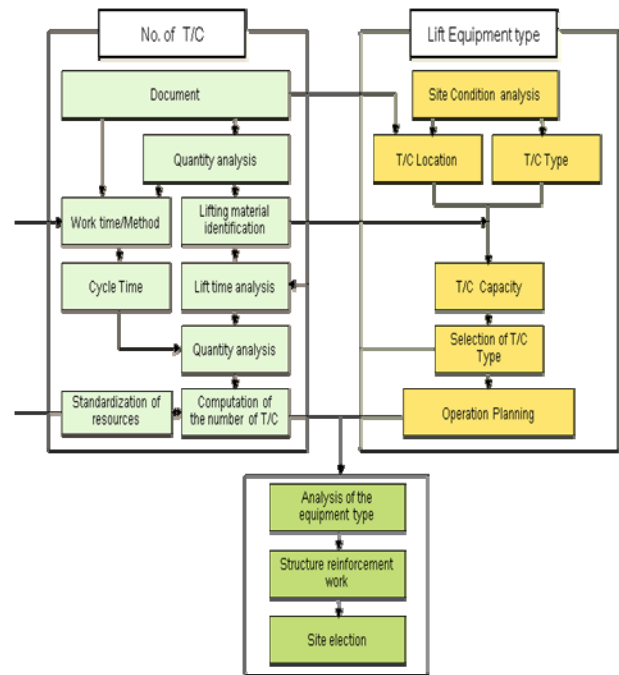 No. of T/C
Lift Equipment type
Document
Quantity analysis
Work time/Method
Lifting material
identification
Cycle Time
Lift time analysis
Quantity analysis
Standardization of
resources
Computation of
the number of T/C
Site Condition analysis
T/C Location
T/C Type
T/C Capacity
Selection of T/C
Type
Operation Planning
Analysis of the
equipment type
Structure reinforcement
work
Site election